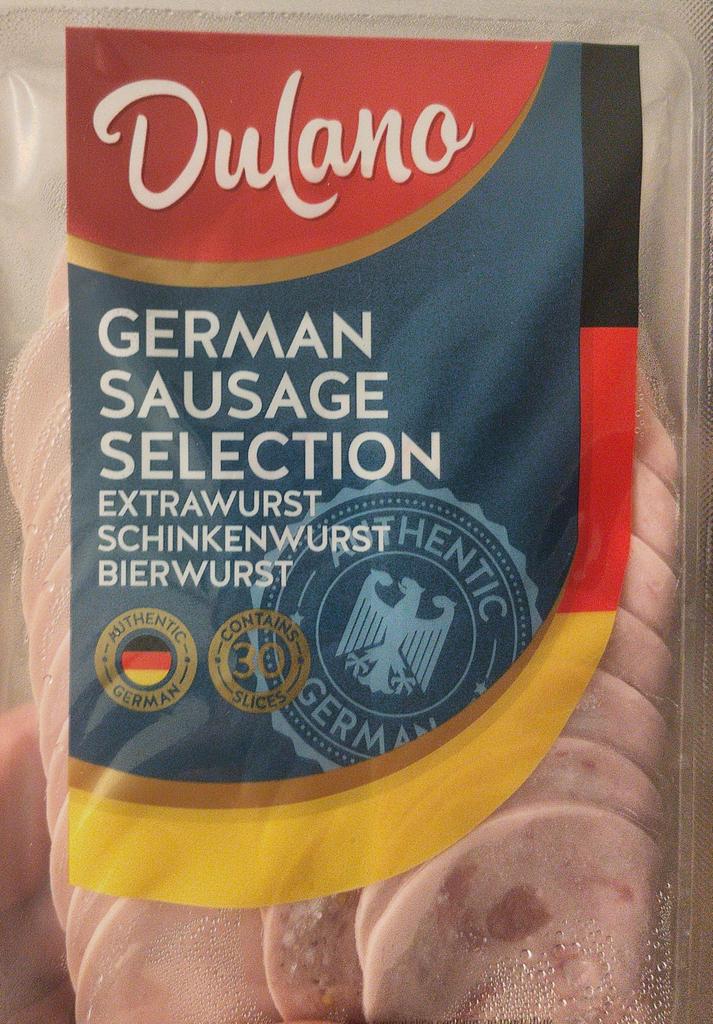 Dulano
GERMAN
SAUSAGE
SELECTION
EXTRAWURST
SCHINKENWURST
BIERWURST
AUTHENTIC
GERMAN
CONTAINS
30
SLICES
AUTHENTIC
GERMAN